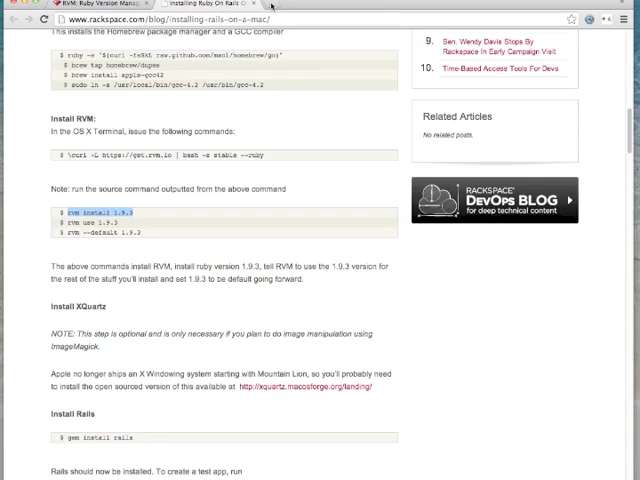 RVM: Ruby Version Manag
Installing Ruby On Rails O
www.rackspace.com/blog/installing-rails-on-a-mac/
This installs the Homebrew package manager and a GCC compiler
$ ruby -e "$(curl -fsSkL raw.github.com/mxcl/homebrew/go)"
$ brew tap homebrew/dupes
$ brew install apple-gcc42
$ sudo ln -s /usr/local/bin/gcc-4.2 /usr/bin/gcc-4.2
Install RVM:
In the OS X Terminal, issue the following commands:
$ \curl -L https://get.rvm.io | bash -s stable --ruby
Note: run the source command outputted from the above command
$ rvm install 1.9.3
$ rvm use 1.9.3
$ rvm --default 1.9.3
The above commands install RVM, install ruby version 1.9.3, tell RVM to use the 1.9.3 version for
the rest of the stuff you'll install and set 1.9.3 to be default going forward.
Install XQuartz
NOTE: This step is optional and is only necessary if you plan to do image manipulation using
ImageMagick.
Apple no longer ships an X Windowing system starting with Mountain Lion, so you'll probably need
to install the open sourced version of this available at http://xquartz.macosforge.org/landing/
Install Rails
$ gem install rails
Rails should now be installed. To create a test app, run
9. Sen. Wendy Davis Stops By
Rackspace In Early Campaign Visit
10. Time-Based Access Tools For Devs
Related Articles
No related posts.
RACKSPACE
DEVOPS BLOG
for deep technical content